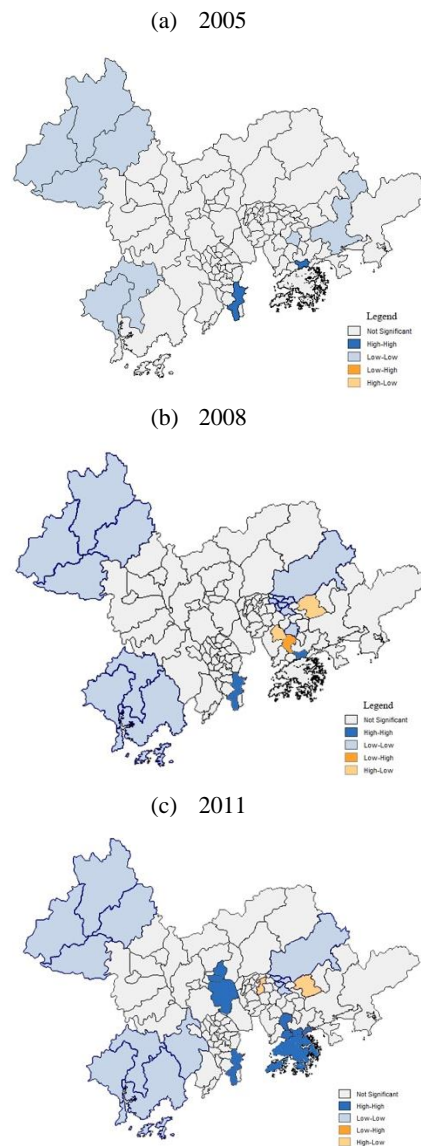 (a) 2005
Legend
Not Significant
High-High
Low-Low
Low-High
High-Low
(b) 2008
Legend
Not Significant
High-High
Low-Low
Low-High
High-Low
(c) 2011
Not Significant
High-High
Low-Low
Low-High
High-Low